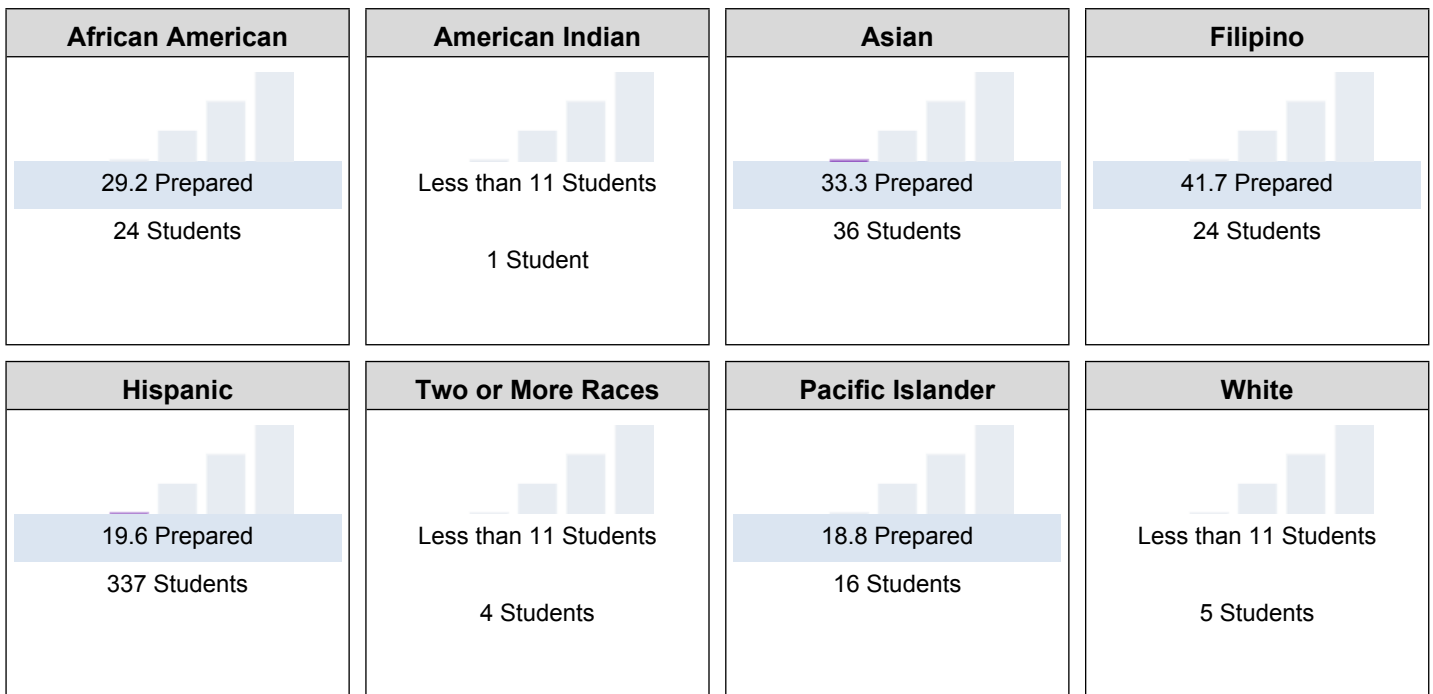 African American
29.2 Prepared
24 Students
American Indian
Less than 11 Students
1 Student
Asian
33.3 Prepared
36 Students
Filipino
41.7 Prepared
24 Students
Hispanic
19.6 Prepared
337 Students
Two or More Races
Less than 11 Students
4 Students
Pacific Islander
18.8 Prepared
16 Students
White
Less than 11 Students
5 Students